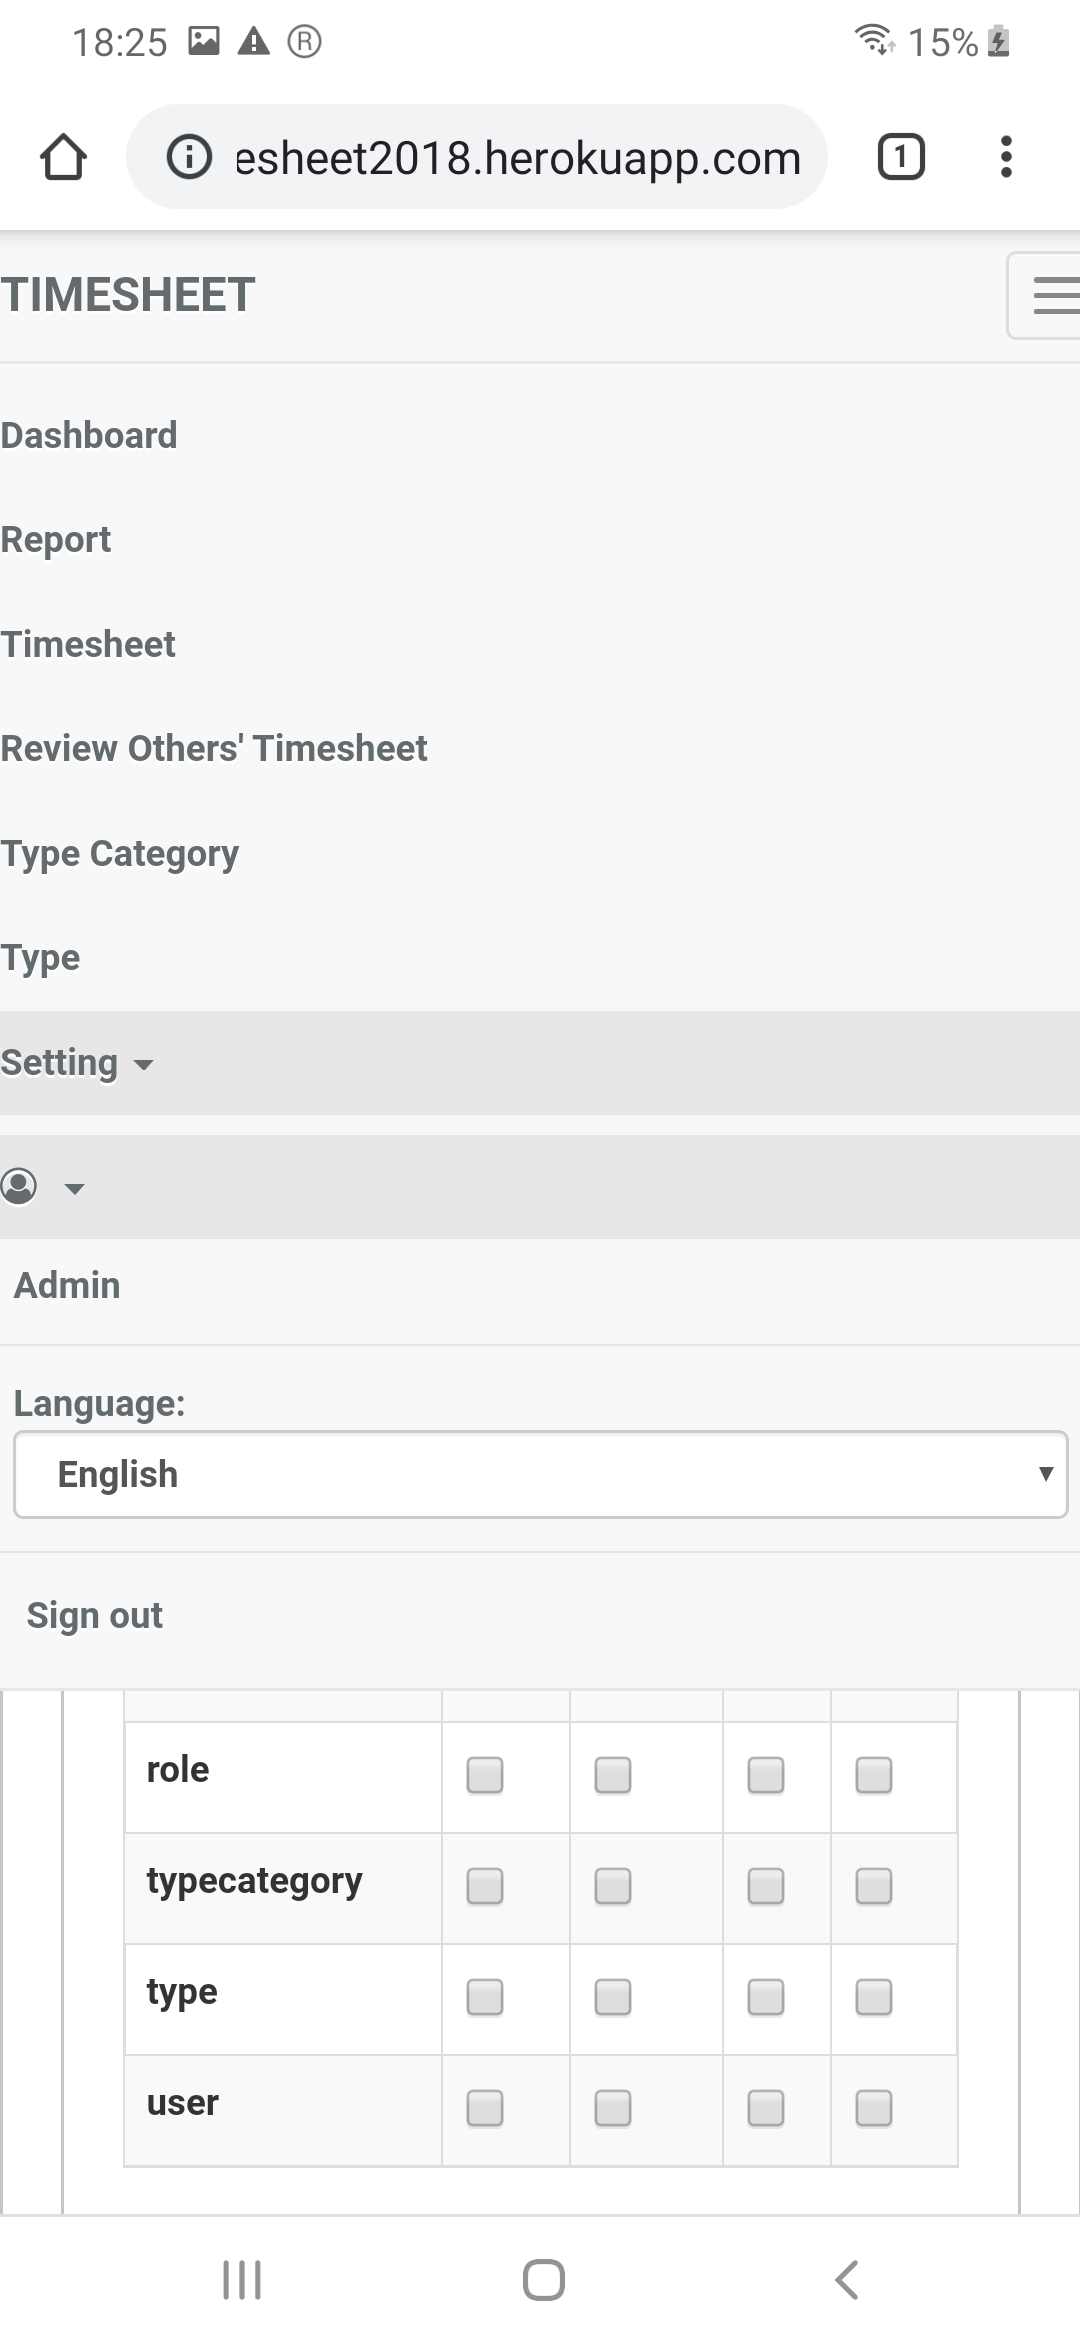 18:25 ® 15%
esheet2018.herokuapp.com 1
TIMESHEET
Dashboard
Report
Timesheet
Review Others' Timesheet
Type Category
Type
Setting
Admin
Language:
English
Sign out
role
typecategory
type
user